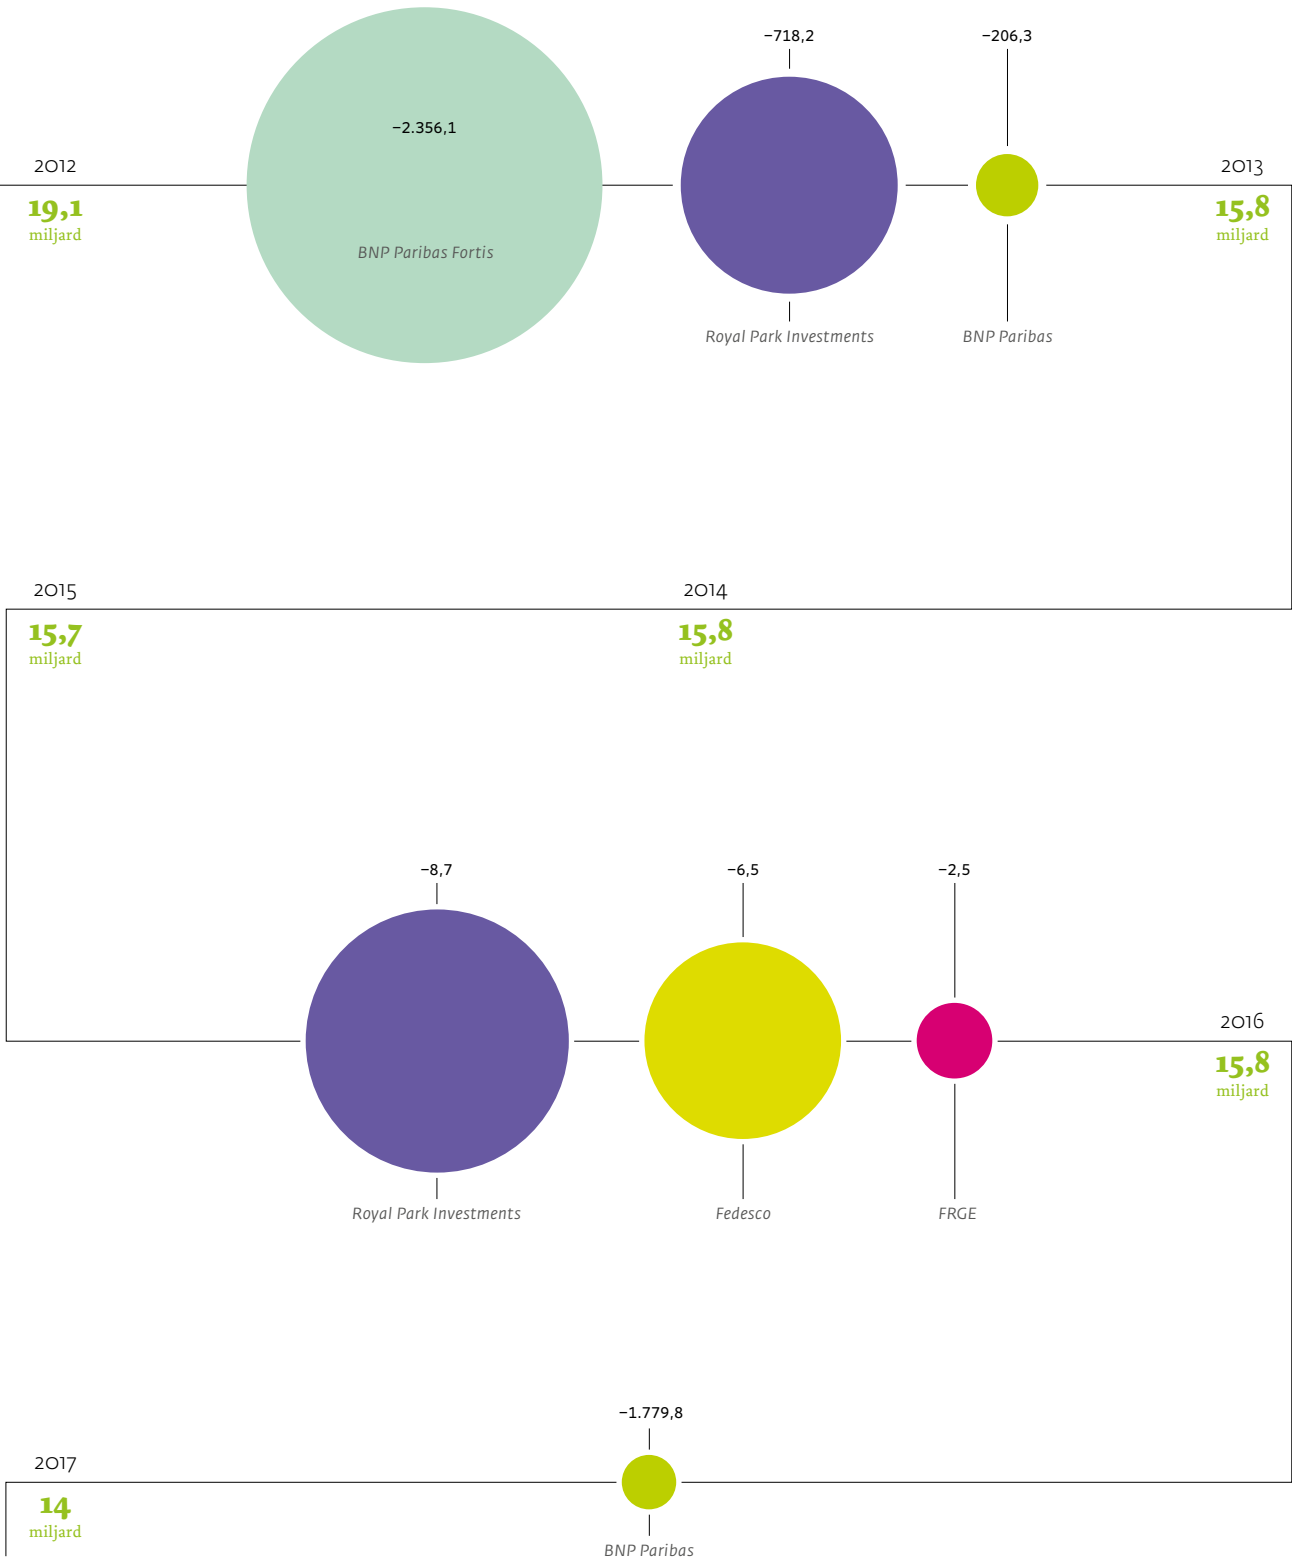 −718,2
−206,3
−2.356,1
2012
2013
19,1
miljard
15,8
miljard
BNP Paribas Fortis
Royal Park Investments
BNP Paribas
2015
2014
15,7
miljard
15,8
miljard
−8,7
−6,5
−2,5
2016
15,8
miljard
Royal Park Investments
Fedesco
FRGE
−1.779,8
2017
14
miljard
BNP Paribas